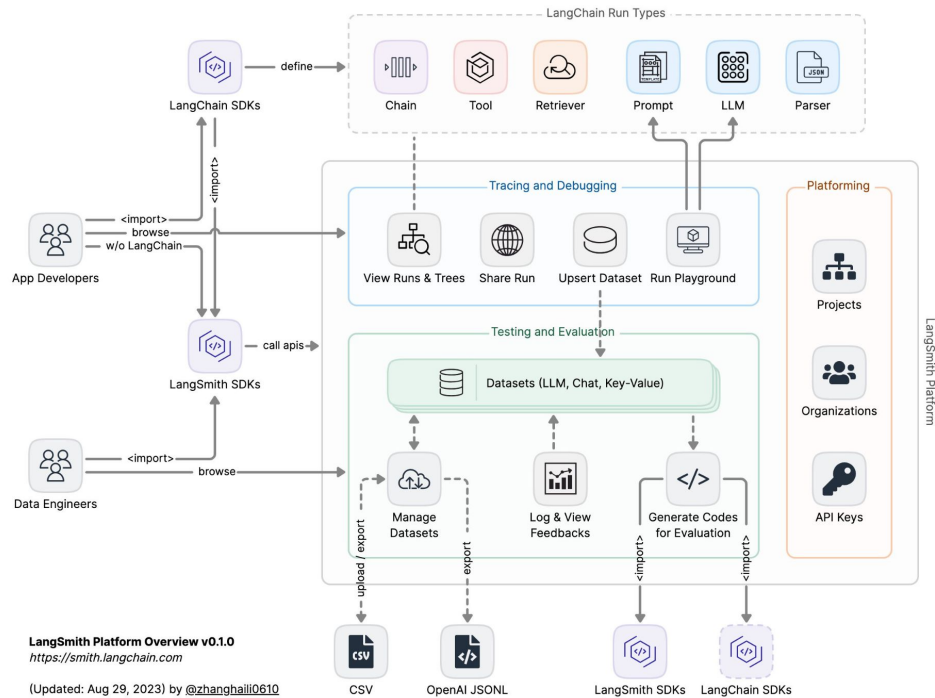 LangChain Run Types
Chain
Tool
Retriever
Prompt
LLM
Parser
JSON
LangChain SDKs
define
<import>
<import>
browse
w/o LangChain
App Developers
Tracing and Debugging
View Runs & Trees
Share Run
Upsert Dataset
Run Playground
Platforming
Projects
Organizations
API Keys
LangSmith Platform
LangSmith SDKs
call apis
Testing and Evaluation
Datasets (LLM, Chat, Key-Value)
<import>
browse
Data Engineers
Manage
Datasets
Log & View
Feedbacks
Generate Codes
for Evaluation
upload / export
export
<import>
<import>
CSV
CSV
OpenAI JSONL
LangSmith SDKs
LangChain SDKs
LangSmith Platform Overview v0.1.0
https://smith.langchain.com
(Updated: Aug 29, 2023) by @zhanghaili0610